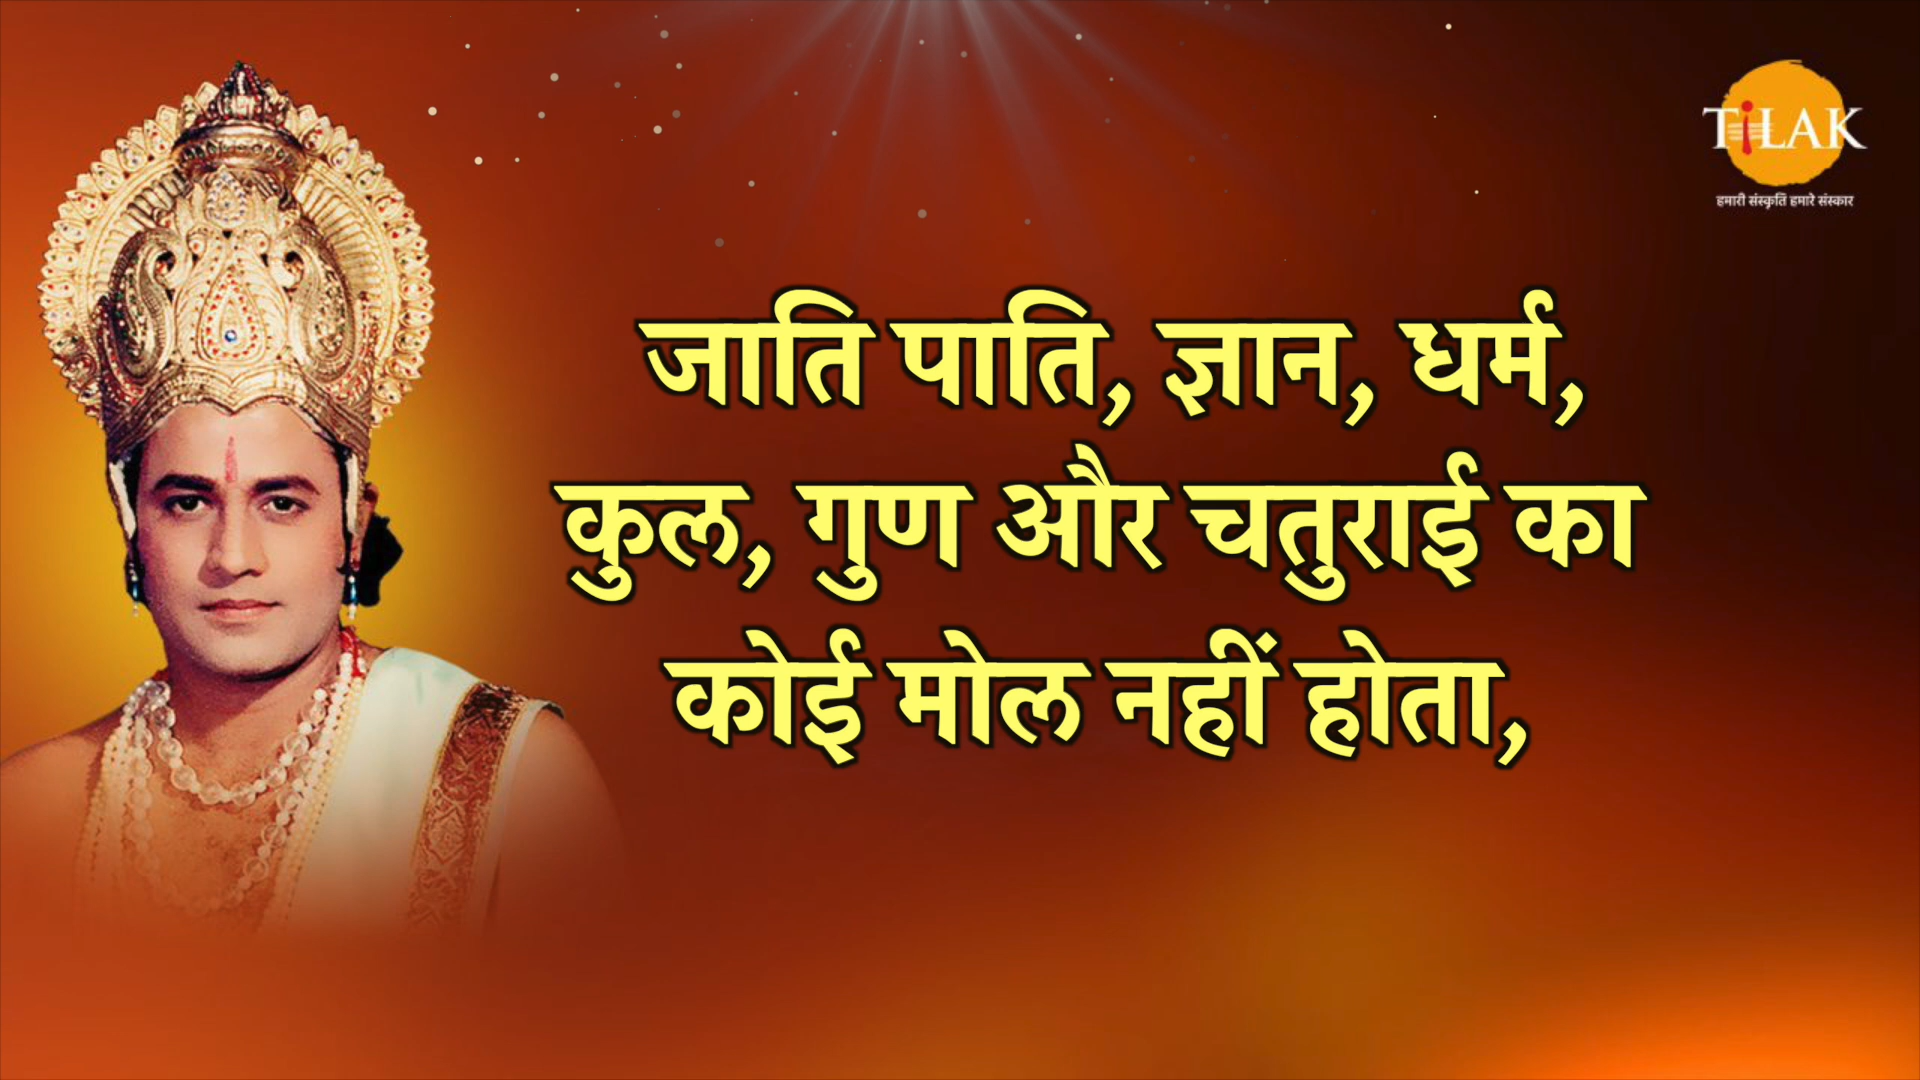 TiLAK
हमारी संस्कृति हमारे संस्कार
जाति पाति, ज्ञान, धर्म,
कुल, गुण और चतुराई का
कोई मोल नहीं होता,